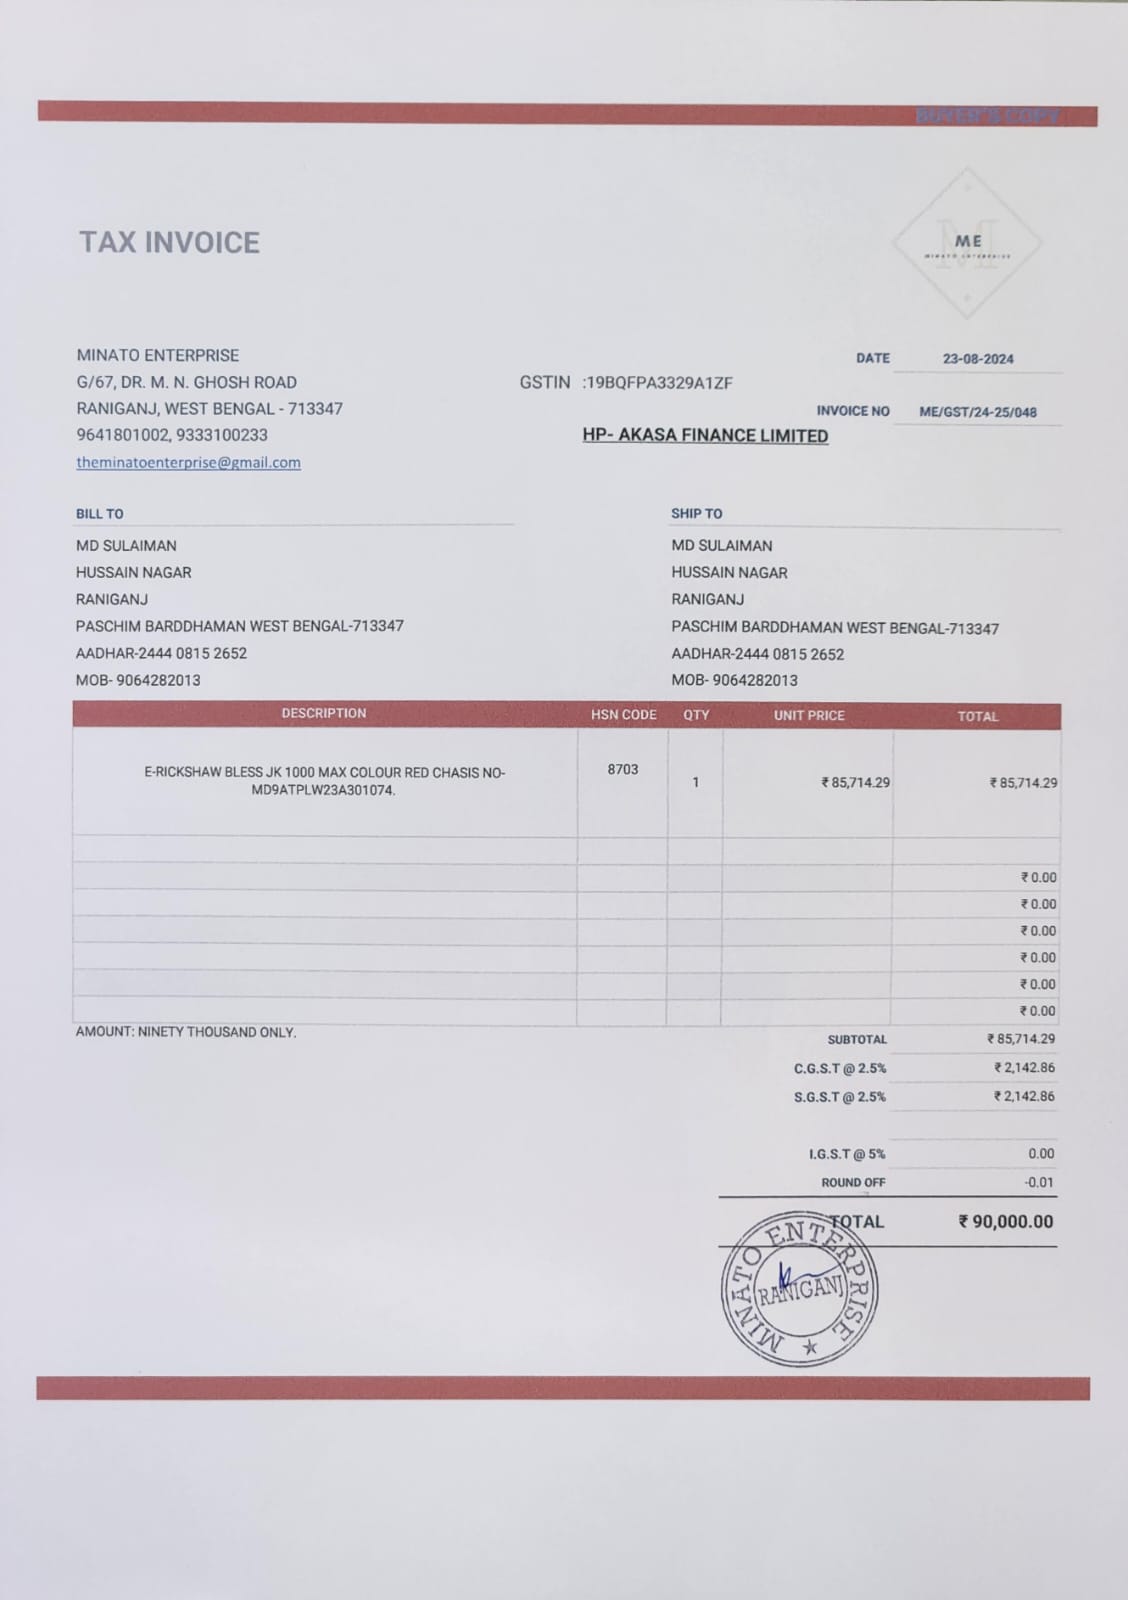 BUYER'S COPY
TAX INVOICE
ME
MINATO ENTERPRISE
MINATO ENTERPRISE
G/67, DR. M. N. GHOSH ROAD
RANIGANJ, WEST BENGAL - 713347
9641801002, 9333100233
theminatoenterprise@gmail.com
GSTIN :19BQFPA3329A1ZF
HP- AKASA FINANCE LIMITED
DATE 23-08-2024
INVOICE NO ME/GST/24-25/048
BILL TO
MD SULAIMAN
HUSSAIN NAGAR
RANIGANJ
PASCHIM BARDDHAMAN WEST BENGAL-713347
AADHAR-2444 0815 2652
MOB- 9064282013
SHIP TO
MD SULAIMAN
HUSSAIN NAGAR
RANIGANJ
PASCHIM BARDDHAMAN WEST BENGAL-713347
AADHAR-2444 0815 2652
MOB- 9064282013
DESCRIPTION HSN CODE QTY UNIT PRICE TOTAL
E-RICKSHAW BLESS JK 1000 MAX COLOUR RED CHASIS NO-
MD9ATPLW23A301074.
8703 1 ₹ 85,714.29 ₹ 85,714.29
₹ 0.00
₹ 0.00
₹ 0.00
₹ 0.00
₹ 0.00
₹ 0.00
AMOUNT: NINETY THOUSAND ONLY.
SUBTOTAL ₹ 85,714.29
C.G.S.T @ 2.5% ₹ 2,142.86
S.G.S.T @ 2.5% ₹ 2,142.86
I.G.S.T @ 5% 0.00
ROUND OFF -0.01
TOTAL ₹ 90,000.00
MINATO ENTERPRISE
RANIGANJ